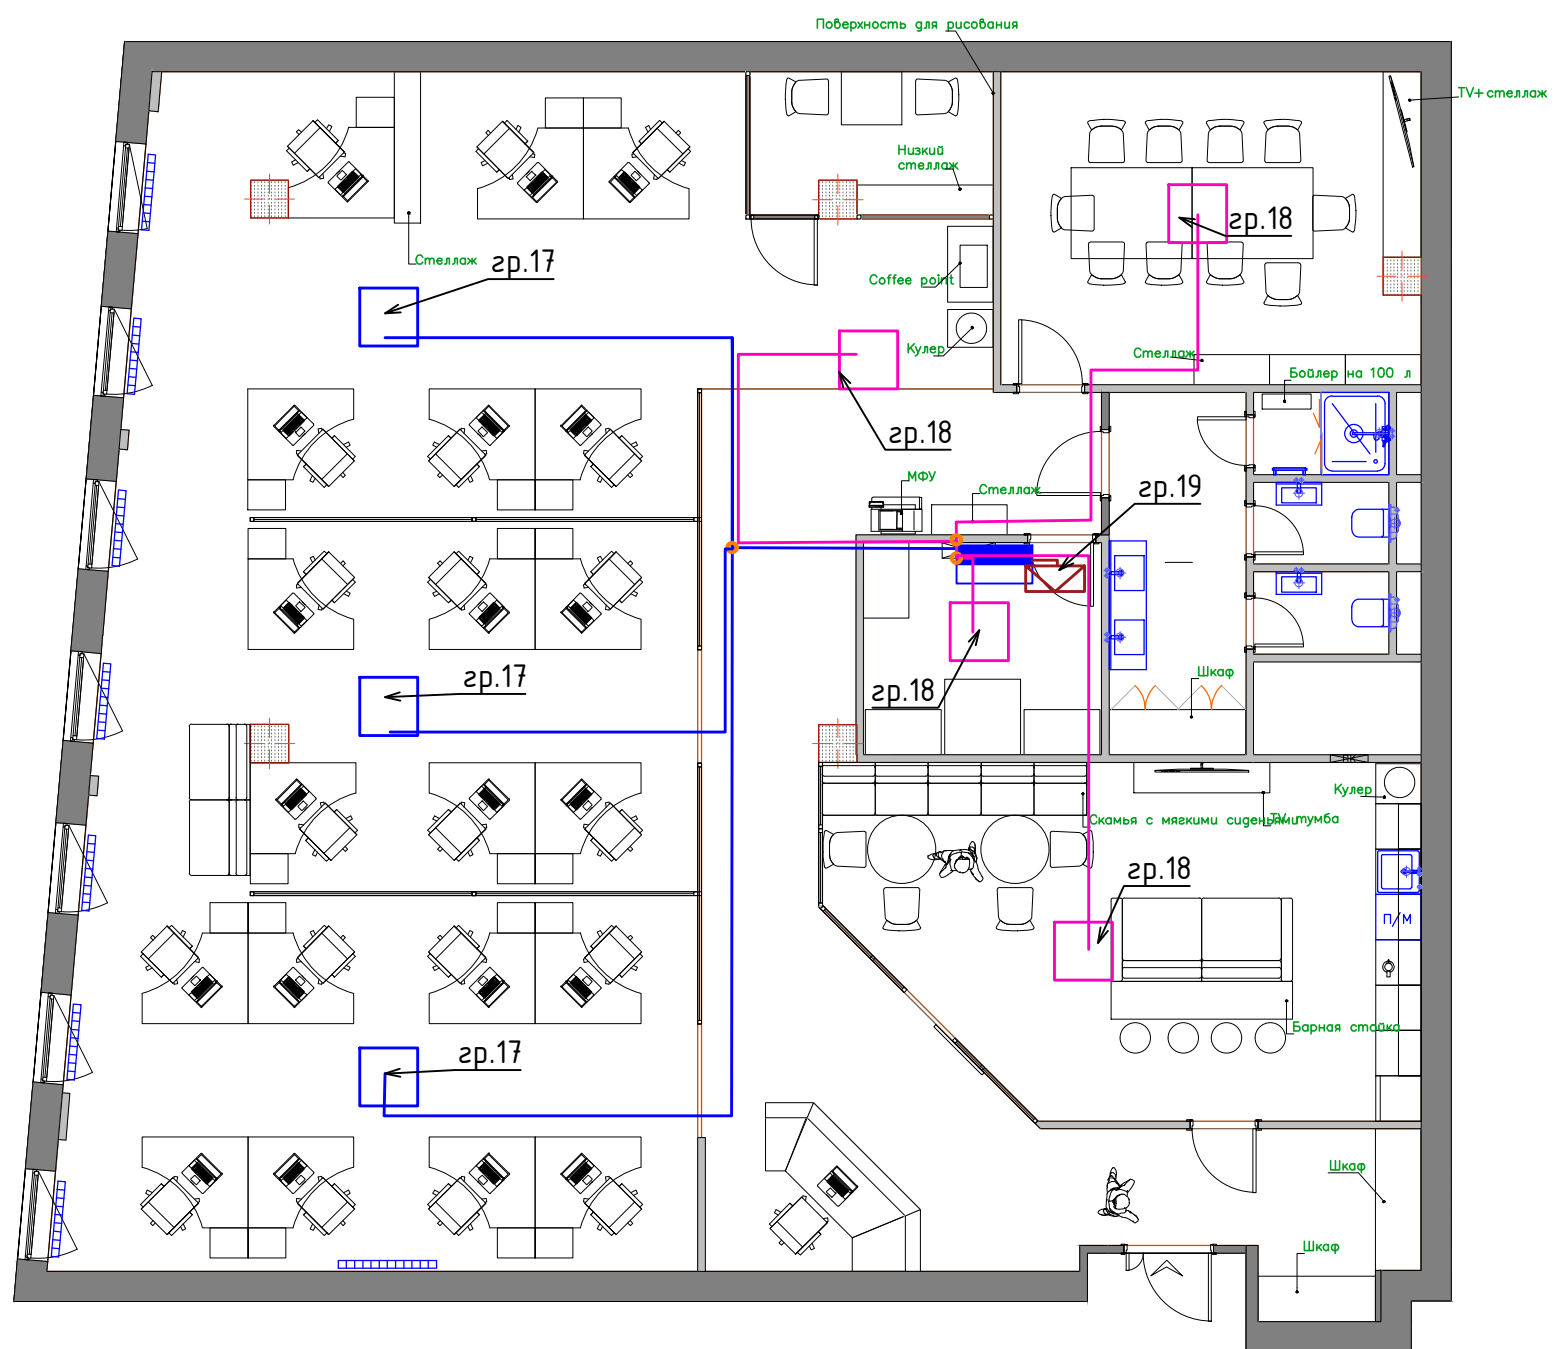 Поверхность для рисования
TV+стеллаж
Низкий
стеллаж
гр.18
Стеллаж
гр.17
Coffee point
Кулер
Стеллаж
Бойлер на 100 л
гр.18
МФУ
Стеллаж
гр.19
гр.17
гр.18
Шкаф
Кулер
Скамья с мягкими сиденьями
TV тумба
гр.18
П/М
Барная стойка
гр.17
Шкаф
Шкаф